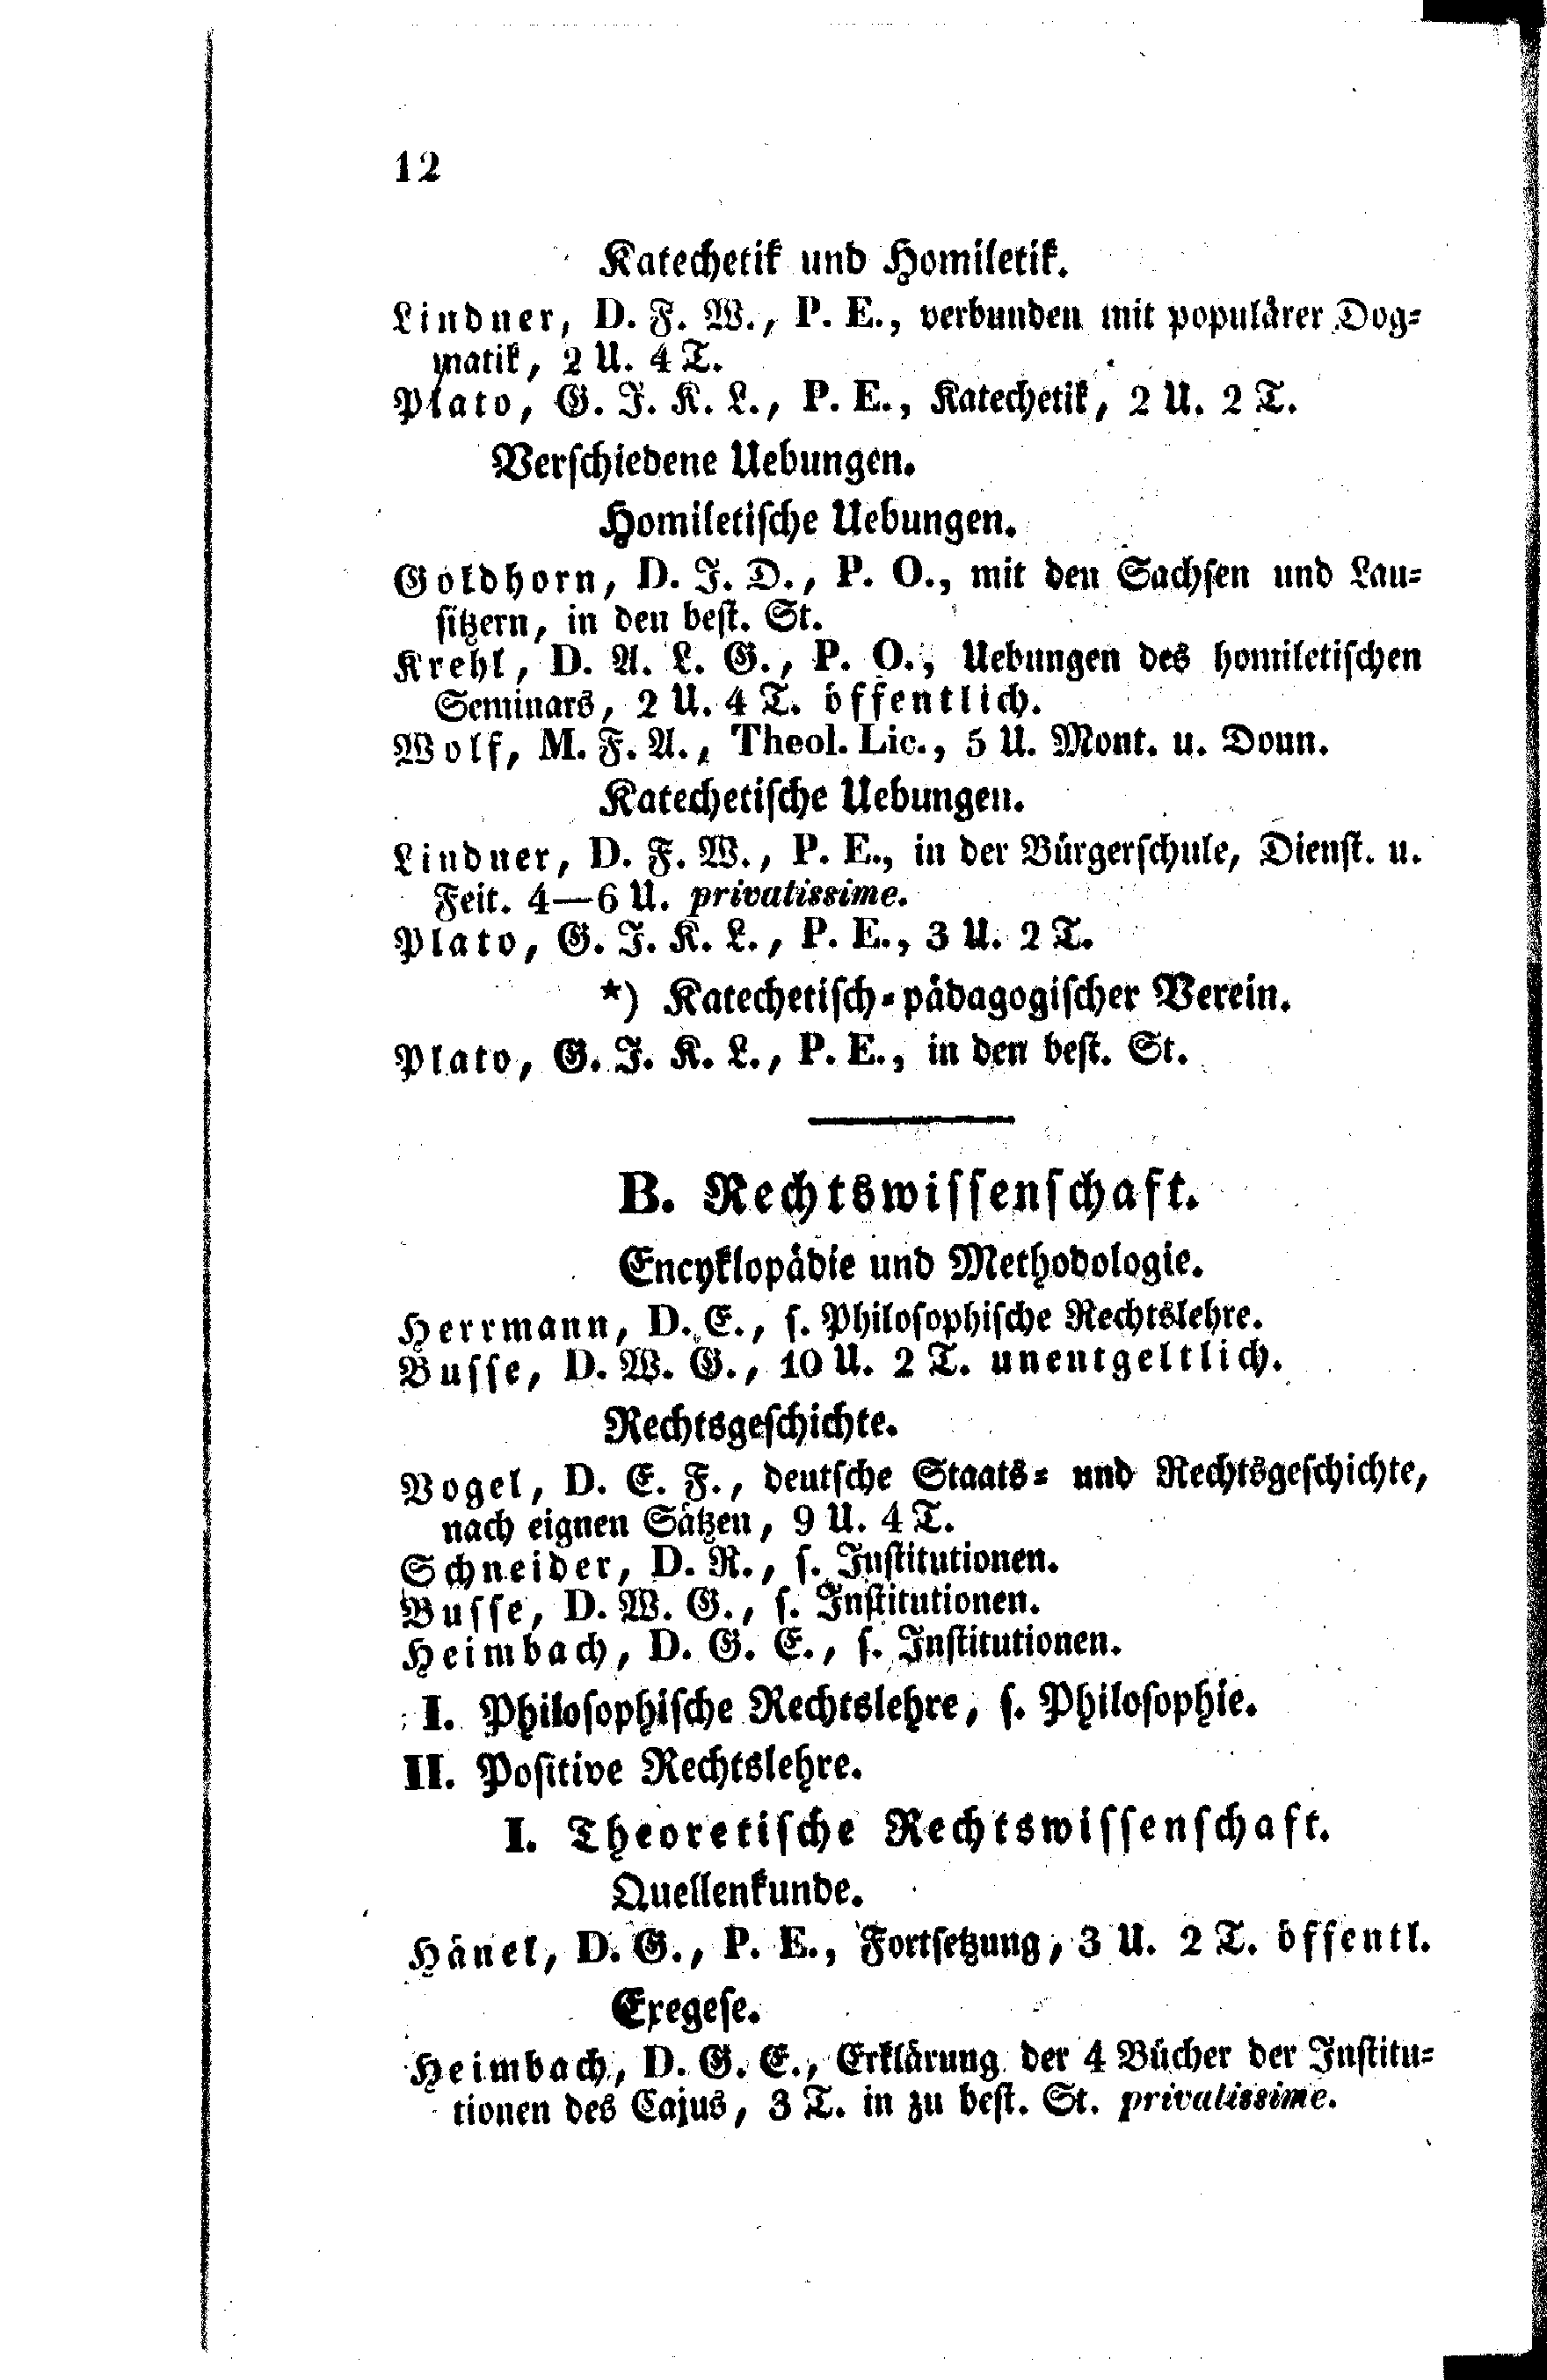 12
Katechetik und Homiletik.
Lindner, D. F. W., P. E., verbunden mit populärer Dog-
matik, 2 U. 4 T.
Plato, G. J. K. L., P. E., Katechetik, 2 U. 2 T.
Verschiedene Uebungen.
Homiletische Uebungen.
Goldhorn, D. J. D., P. O., mit den Sachsen und Lau-
sitzern, in den best. St.
Krehl, D. A. L. G., P. O., Uebungen des homiletischen
Seminars, 2 U. 4 T. öffentlich.
Wolf, M. F. A., Theol. Lic., 5 U. Mont. u. Donn.
Katechetische Uebungen.
Lindner, D. F. W., P. E., in der Bürgerschule, Dienst. u.
Feit. 4—6 U. privatissime.
Plato, G. J. K. L., P. E., 3 U. 2 T.
*) Katechetisch-pädagogischer Verein.
Plato, G. J. K. L., P. E., in den best. St.
B. Rechtswissenschaft.
Encyklopädie und Methodologie.
Herrmann, D. E., s. Philosophische Rechtslehre.
Busse, D. W. G., 10 U. 2 T. unentgeltlich.
Rechtsgeschichte.
Vogel, D. E. F., deutsche Staats- und Rechtsgeschichte,
nach eignen Sätzen, 9 U. 4 T.
Schneider, D. R., s. Institutionen.
Busse, D. W. G., s. Institutionen.
Heimbach, D. G. E., s. Institutionen.
I. Philosophische Rechtslehre, s. Philosophie.
II. Positive Rechtslehre.
I. Theoretische Rechtswissenschaft.
Quellenkunde.
Hänel, D. G., P. E., Fortsetzung, 3 U. 2 T. öffentl.
Exegese.
Heimbach, D. G. E., Erklärung der 4 Bücher der Institu-
tionen des Cajus, 3 T. in zu best. St. privatissime.